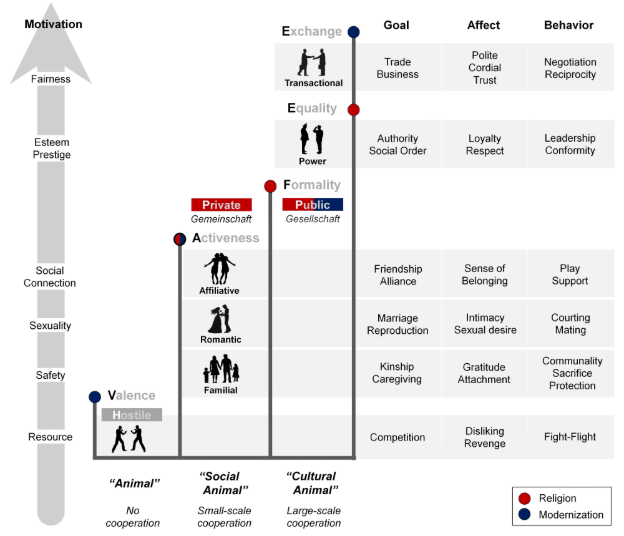 Motivation
Exchange
Goal
Affect
Behavior
Fairness
Transactional
Trade
Business
Polite
Cordial
Trust
Negotiation
Reciprocity
Equality
Esteem
Prestige
Power
Authority
Social Order
Loyalty
Respect
Leadership
Conformity
Formality
Private
Public
Gemeinschaft
Gesellschaft
Activeness
Social
Connection
Affiliative
Friendship
Alliance
Sense of
Belonging
Play
Support
Sexuality
Romantic
Marriage
Reproduction
Intimacy
Sexual desire
Courting
Mating
Safety
Familial
Kinship
Caregiving
Gratitude
Attachment
Communality
Sacrifice
Protection
Valence
Hostile
Resource
Competition
Disliking
Revenge
Fight-Flight
“Animal”
“Social
Animal”
“Cultural
Animal”
No
cooperation
Small-scale
cooperation
Large-scale
cooperation
Religion
Modernization